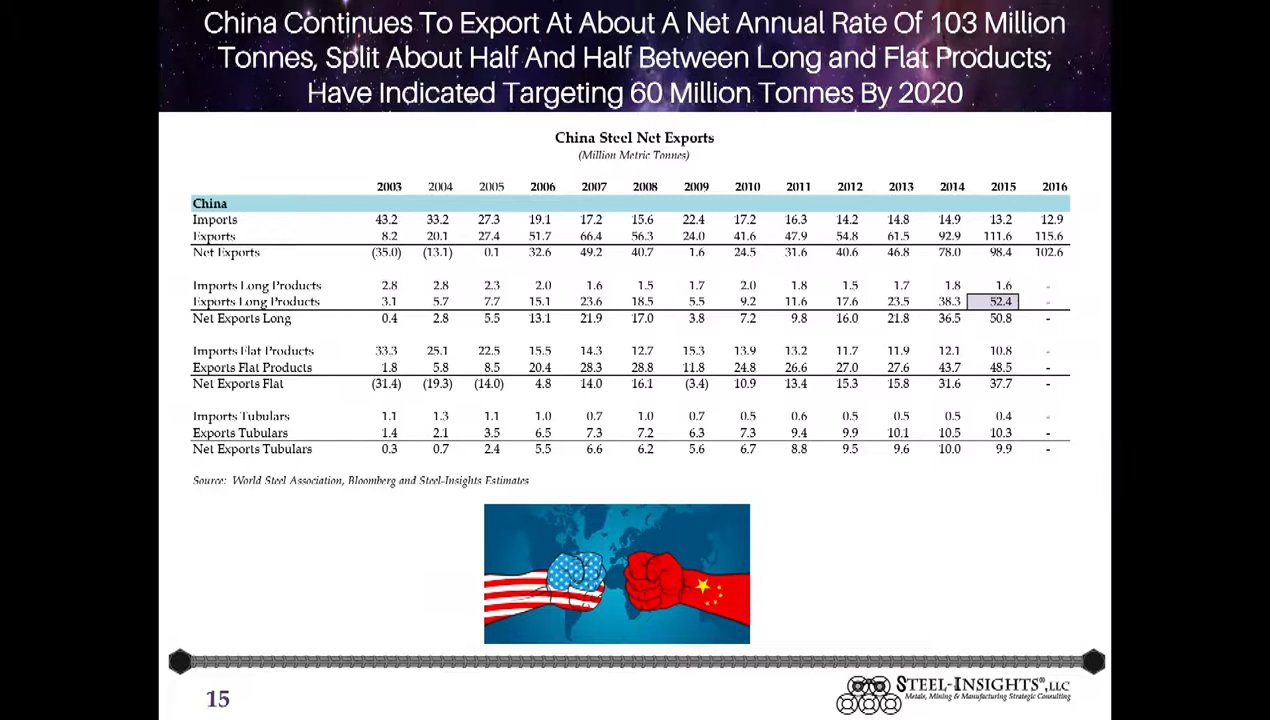 China Continues To Export At About A Net Annual Rate Of 103 Million
Tonnes, Split About Half And Half Between Long and Flat Products;
Have Indicated Targeting 60 Million Tonnes By 2020
China Steel Net Exports
(Million Metric Tonnes)
2003 2004 2005 2006 2007 2008 2009 2010 2011 2012 2013 2014 2015 2016
China
Imports 43.2 33.2 27.3 19.1 17.2 15.6 22.4 17.2 16.3 14.2 14.8 14.9 13.2 12.9
Exports 8.2 20.1 27.4 51.7 66.4 56.3 24.0 41.6 47.9 54.8 61.5 92.9 111.6 115.6
Net Exports (35.0) (13.1) 0.1 32.6 49.2 40.7 1.6 24.5 31.6 40.6 46.8 78.0 98.4 102.6
Imports Long Products 2.8 2.8 2.3 2.0 1.6 1.5 1.7 2.0 1.8 1.5 1.7 1.8 1.6 -
Exports Long Products 3.1 5.7 7.7 15.1 23.6 18.5 5.5 9.2 11.6 17.6 23.5 38.3 52.4 -
Net Exports Long 0.4 2.8 5.5 13.1 21.9 17.0 3.8 7.2 9.8 16.0 21.8 36.5 50.8 -
Imports Flat Products 33.3 25.1 22.5 15.5 14.3 12.7 15.3 13.9 13.2 11.7 11.9 12.1 10.8 -
Exports Flat Products 1.8 5.8 8.5 20.4 28.3 28.8 11.8 24.8 26.6 27.0 27.6 43.7 48.5 -
Net Exports Flat (31.4) (19.3) (14.0) 4.8 14.0 16.1 (3.4) 10.9 13.4 15.3 15.8 31.6 37.7 -
Imports Tubulars 1.1 1.3 1.1 1.0 0.7 1.0 0.7 0.5 0.6 0.5 0.5 0.5 0.4 -
Exports Tubulars 1.4 2.1 3.5 6.5 7.3 7.2 6.3 7.3 9.4 9.9 10.1 10.5 10.3 -
Net Exports Tubulars 0.3 0.7 2.4 5.5 6.6 6.2 5.6 6.7 8.8 9.5 9.6 10.0 9.9 -
Source: World Steel Association, Bloomberg and Steel-Insights Estimates
15
STEEL-INSIGHTS®, LLC
Metals, Mining & Manufacturing Strategic Consulting